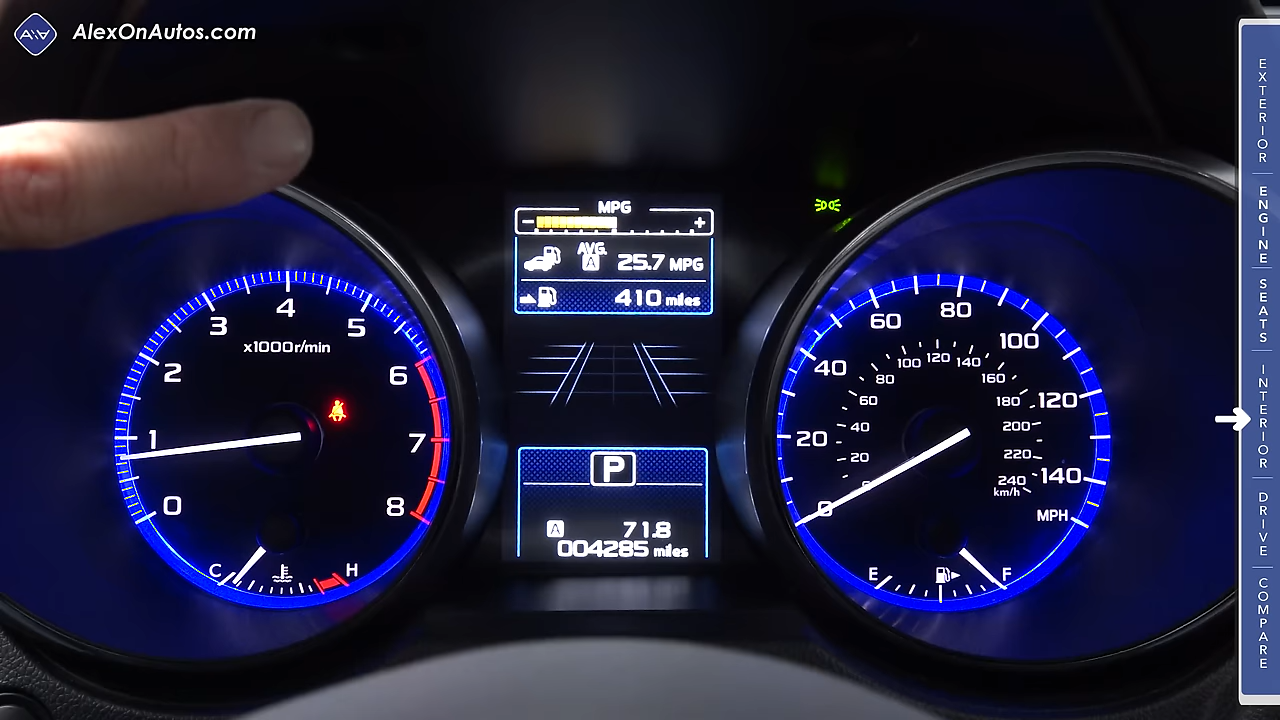 AlexOnAutos.com
MPG
- +
AVG.
A
25.7 MPG
410 miles
P
A 71.8
004285 miles
0 1 2 3 4 5 6 7 8
x1000r/min
C H
0 20 40 60 80 100 120 140
MPH
20 40 60 80 100 120 140 160 180 200 220 240
km/h
E F
EXTERIOR
ENGINE
SEATS
INTERIOR
DRIVE
COMPARE